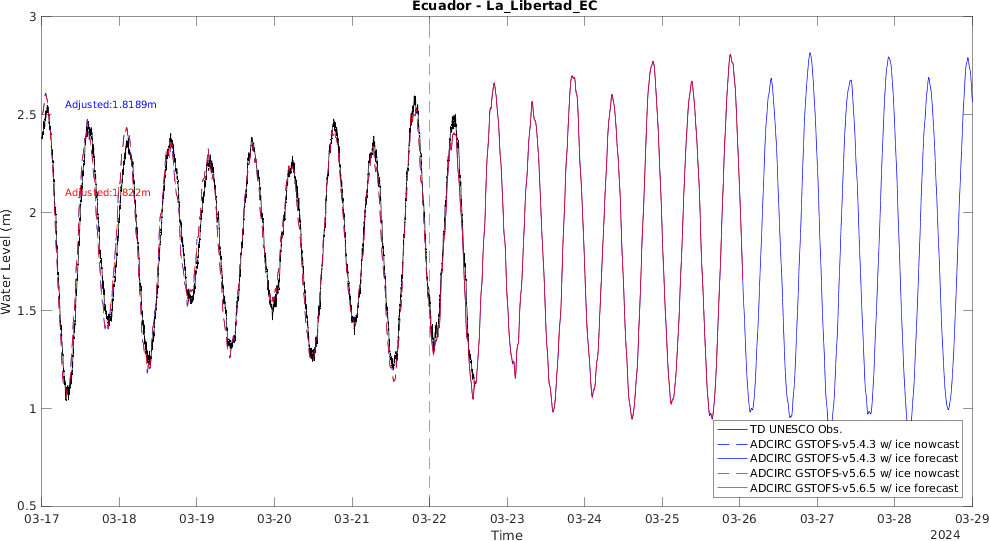 Ecuador - La_Libertad_EC
3
2.5
2
1.5
1
0.5
Water Level (m)
Adjusted:1.8189m
Adjusted:1.822m
TD UNESCO Obs.
ADCIRC GSTOFS-v5.4.3 w/ ice nowcast
ADCIRC GSTOFS-v5.4.3 w/ ice forecast
ADCIRC GSTOFS-v5.6.5 w/ ice nowcast
ADCIRC GSTOFS-v5.6.5 w/ ice forecast
03-17 03-18 03-19 03-20 03-21 03-22 03-23 03-24 03-25 03-26 03-27 03-28 03-29
Time
2024